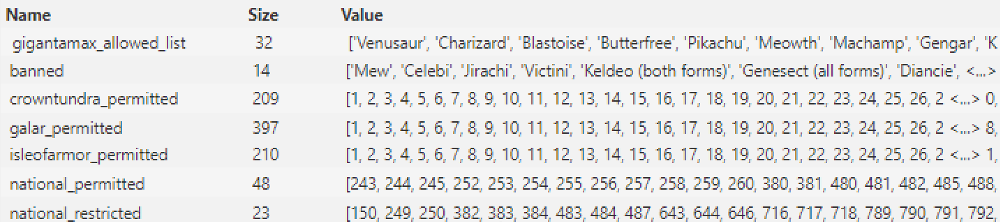 Name Size Value
gigantamax_allowed_list 32 ['Venusaur', 'Charizard', 'Blastoise', 'Butterfree', 'Pikachu', 'Meowth', 'Machamp', 'Gengar', 'K
banned 14 ['Mew', 'Celebi', 'Jirachi', 'Victini', 'Keldeo (both forms)', 'Genesect (all forms)', 'Diancie', <...>
crowntundra_permitted 209 [1, 2, 3, 4, 5, 6, 7, 8, 9, 10, 11, 12, 13, 14, 15, 16, 17, 18, 19, 20, 21, 22, 23, 24, 25, 26, 2 <...> 0,
galar_permitted 397 [1, 2, 3, 4, 5, 6, 7, 8, 9, 10, 11, 12, 13, 14, 15, 16, 17, 18, 19, 20, 21, 22, 23, 24, 25, 26, 2 <...> 8,
isleofarmor_permitted 210 [1, 2, 3, 4, 5, 6, 7, 8, 9, 10, 11, 12, 13, 14, 15, 16, 17, 18, 19, 20, 21, 22, 23, 24, 25, 26, 2 <...> 1,
national_permitted 48 [243, 244, 245, 252, 253, 254, 255, 256, 257, 258, 259, 260, 380, 381, 480, 481, 482, 485, 488,
national_restricted 23 [150, 249, 250, 382, 383, 384, 483, 484, 487, 643, 644, 646, 716, 717, 718, 789, 790, 791, 792,